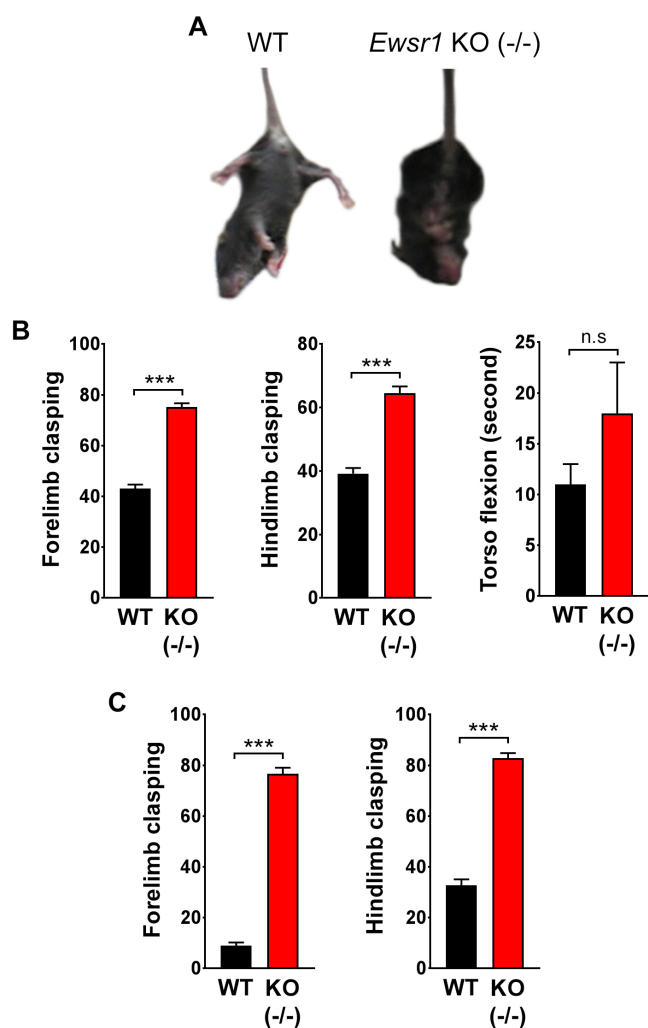 A
WT
Ewsr1 KO (-/-)
B
Forelimb clasping
100
80
60
40
20
0
***
WT
KO
(-/-)
Hindlimb clasping
80
60
40
20
0
***
WT
KO
(-/-)
Torso flexion (second)
25
20
15
10
5
0
n.s
WT
KO
(-/-)
C
Forelimb clasping
100
80
60
40
20
0
***
WT
KO
(-/-)
Hindlimb clasping
100
80
60
40
20
0
***
WT
KO
(-/-)